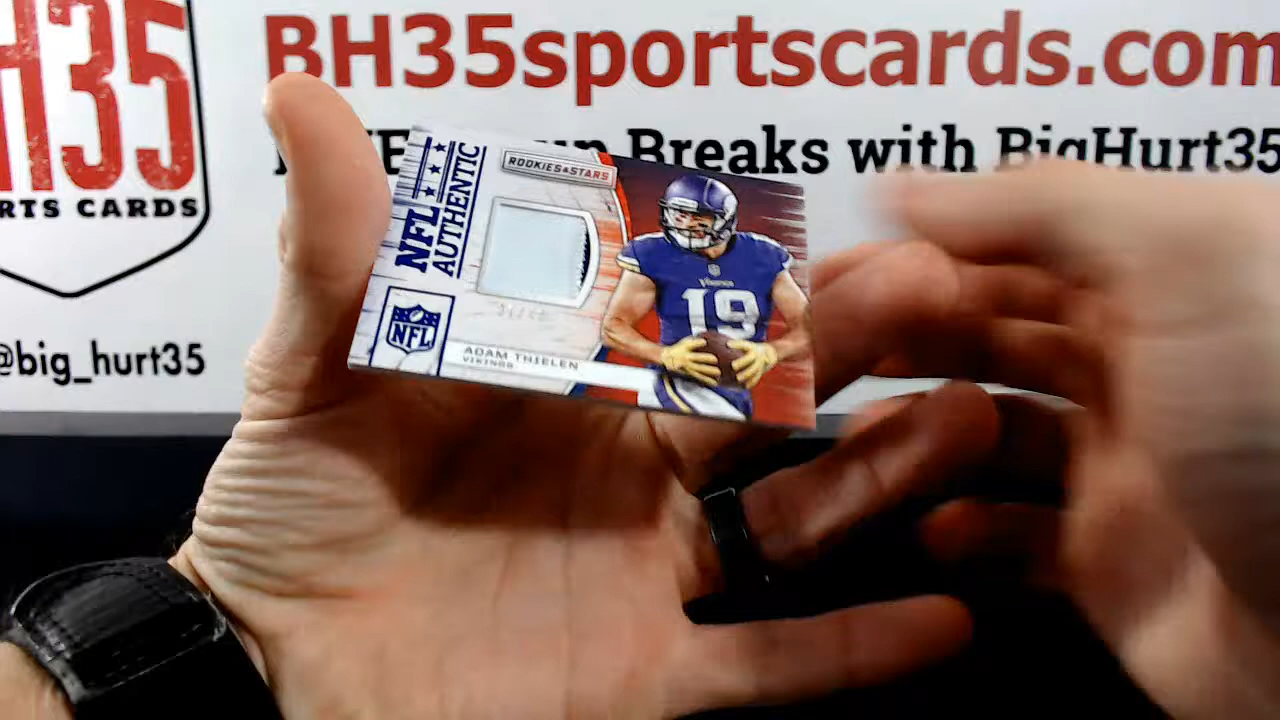 BH35sportscards.com
Breaks with BigHurt35
H35
RTS CARDS
@big_hurt35
ROOKIES & STARS
NFL
AUTHENTIC
NFL
VIKINGS
19
ADAM THIELEN
VIKINGS